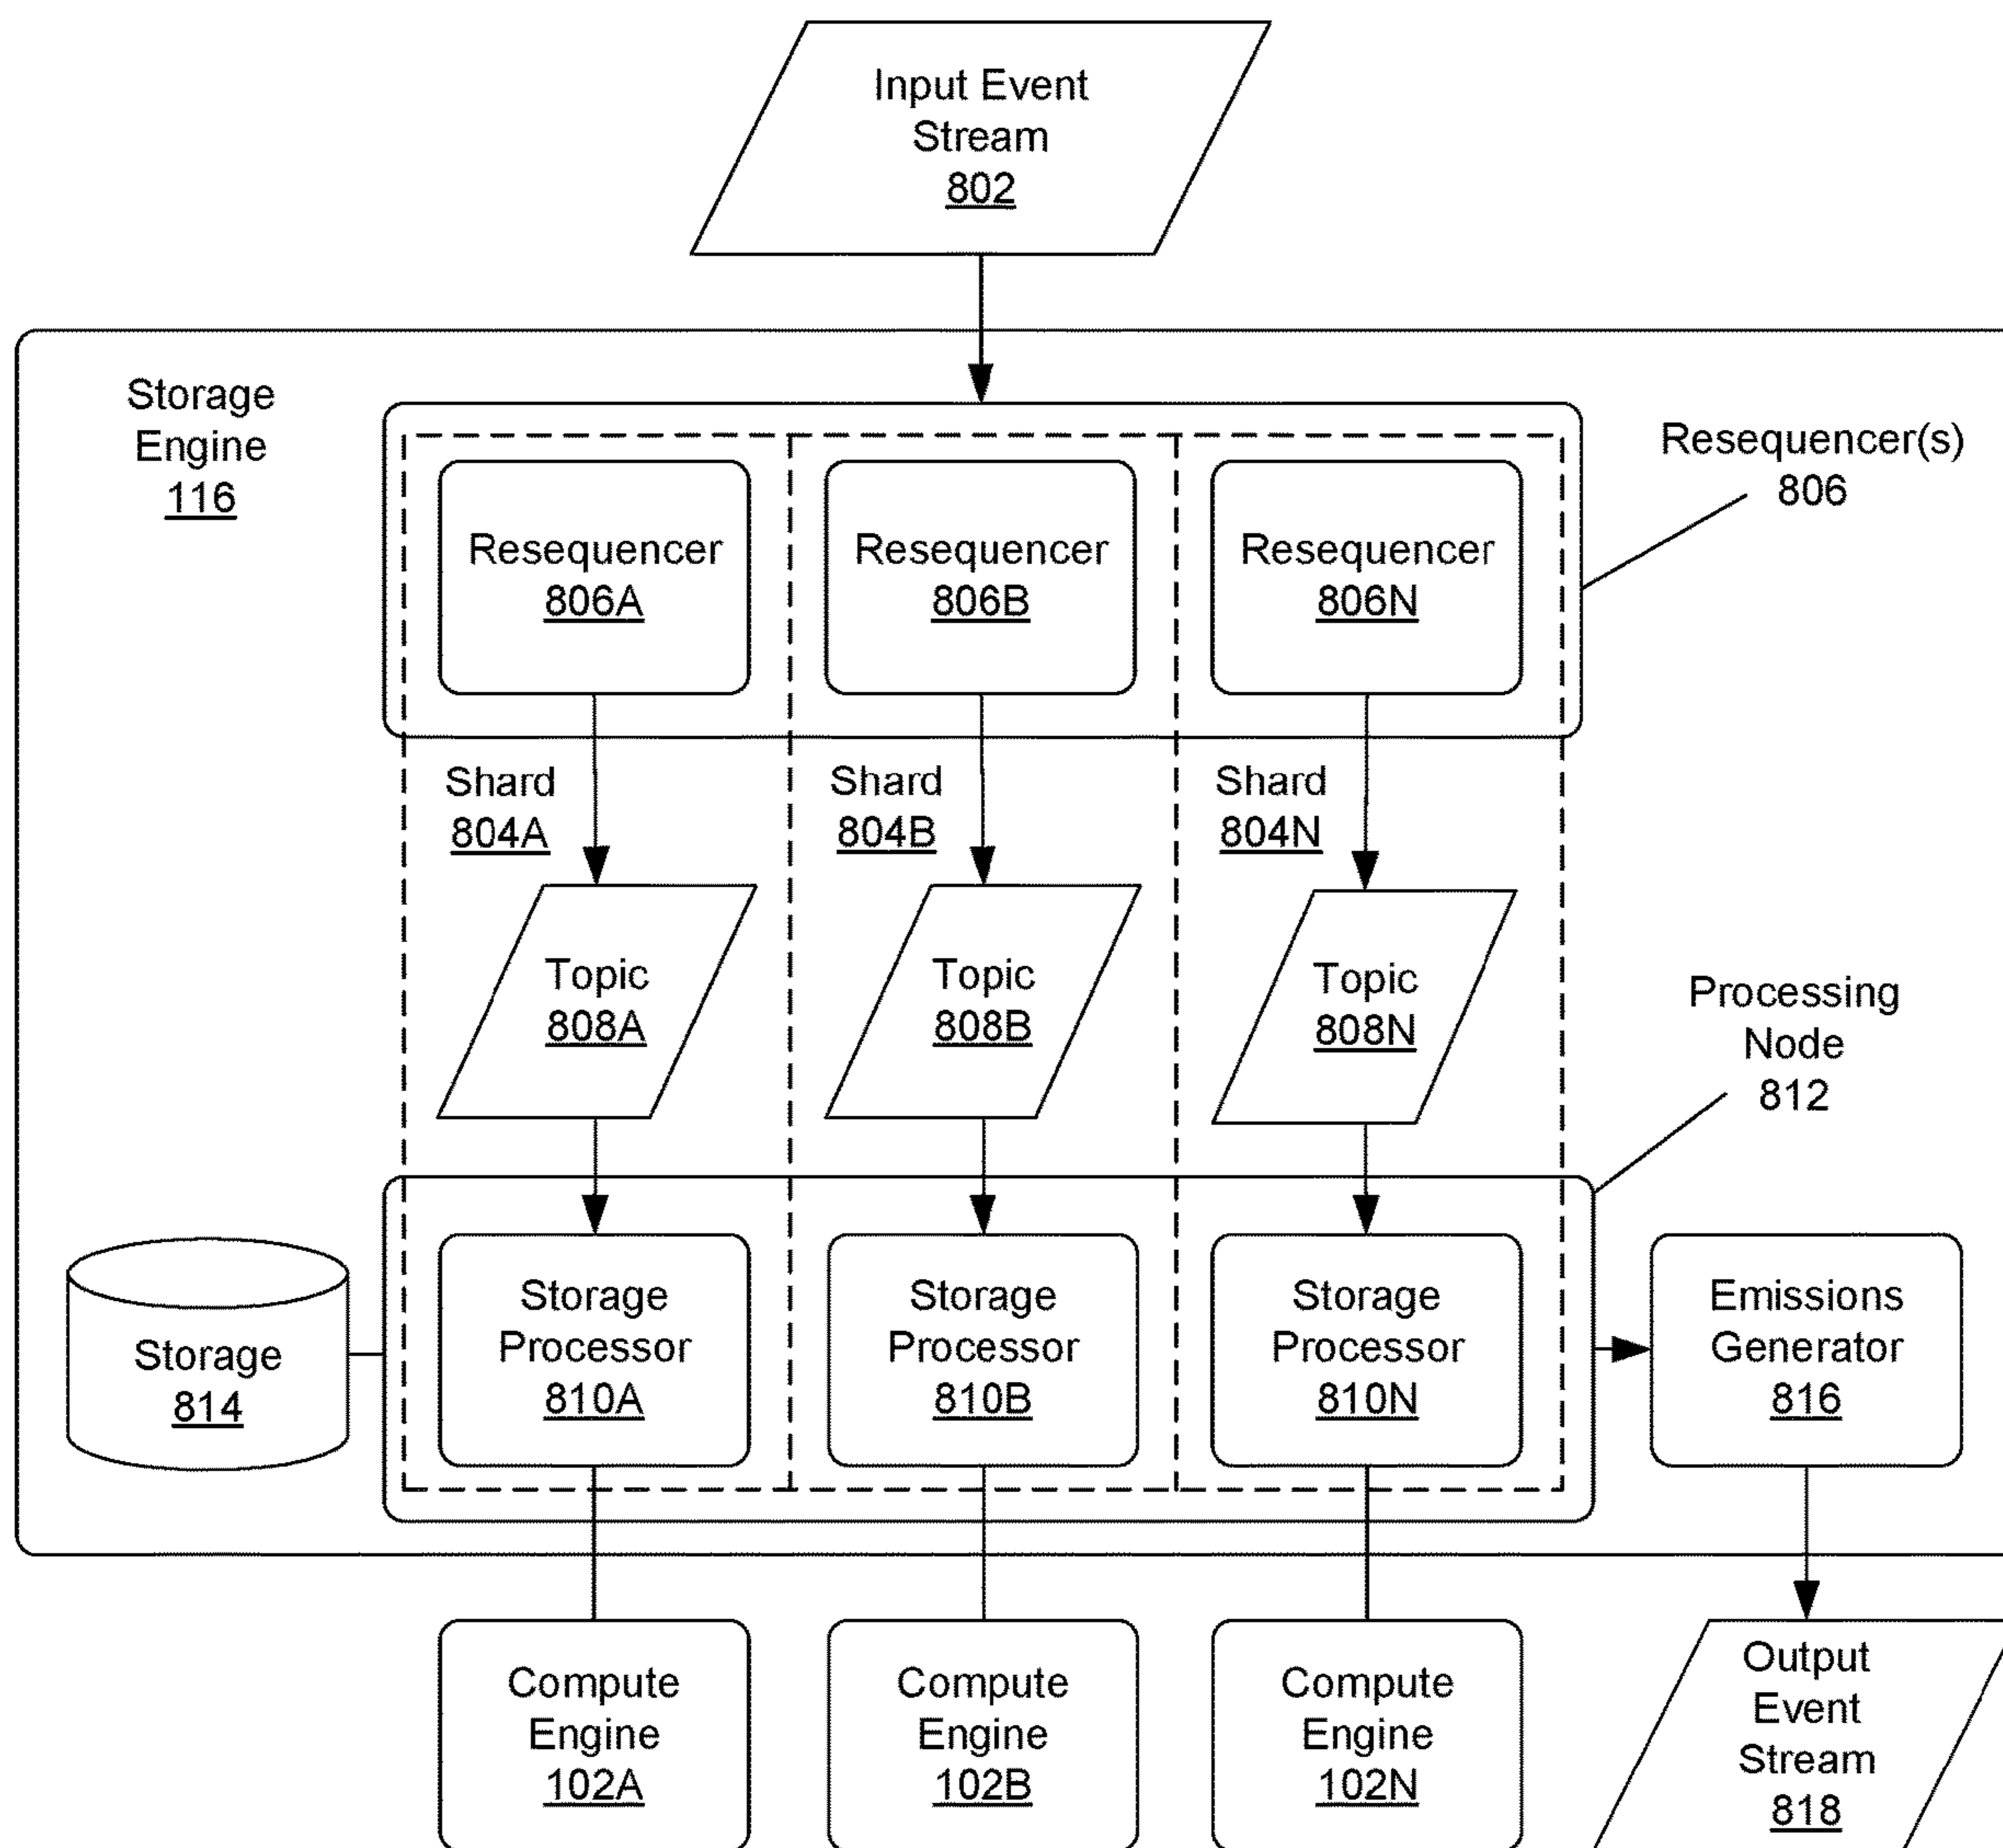 Input Event
Stream
802
Storage
Engine
116
Resequencer(s)
806
Resequencer
806A
Resequencer
806B
Resequencer
806N
Shard
804A
Shard
804B
Shard
804N
Topic
808A
Topic
808B
Topic
808N
Processing
Node
812
Storage
814
Storage
Processor
810A
Storage
Processor
810B
Storage
Processor
810N
Emissions
Generator
816
Compute
Engine
102A
Compute
Engine
102B
Compute
Engine
102N
Output
Event
Stream
818